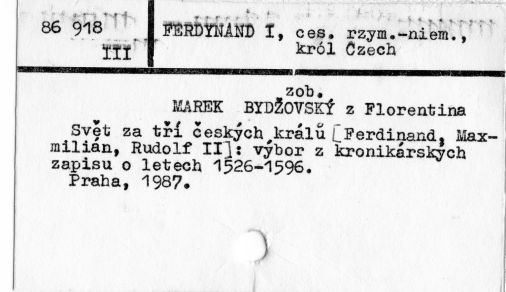 86 918
III
FERDYNAND I, ces. rzym.-niem.,
król Czech
zob.
MAREK BYDŽOVSKÝ z Florentina
Svět za tří českých králů [Ferdinand, Max-
milián, Rudolf II]: výbor z kronikárských
zapisu o letech 1526-1596.
Praha, 1987.